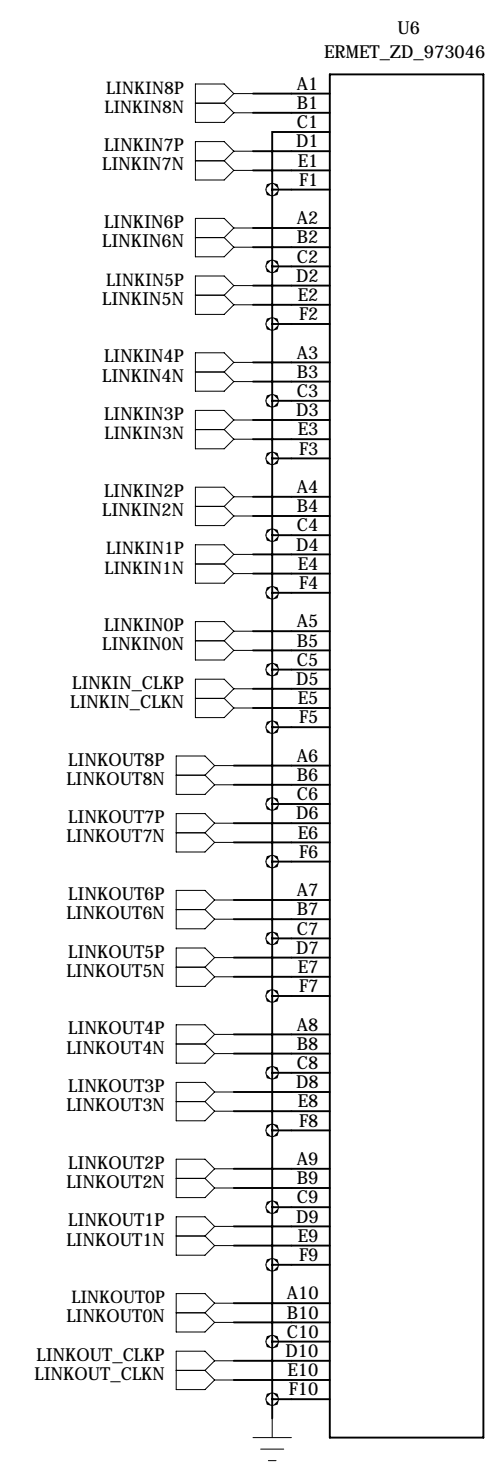 U6
ERMET_ZD_973046
LINKIN8P A1
LINKIN8N B1
C1
LINKIN7P D1
LINKIN7N E1
F1
LINKIN6P A2
LINKIN6N B2
C2
LINKIN5P D2
LINKIN5N E2
F2
LINKIN4P A3
LINKIN4N B3
C3
LINKIN3P D3
LINKIN3N E3
F3
LINKIN2P A4
LINKIN2N B4
C4
LINKIN1P D4
LINKIN1N E4
F4
LINKIN0P A5
LINKIN0N B5
C5
LINKIN_CLKP D5
LINKIN_CLKN E5
F5
LINKOUT8P A6
LINKOUT8N B6
C6
LINKOUT7P D6
LINKOUT7N E6
F6
LINKOUT6P A7
LINKOUT6N B7
C7
LINKOUT5P D7
LINKOUT5N E7
F7
LINKOUT4P A8
LINKOUT4N B8
C8
LINKOUT3P D8
LINKOUT3N E8
F8
LINKOUT2P A9
LINKOUT2N B9
C9
LINKOUT1P D9
LINKOUT1N E9
F9
LINKOUT0P A10
LINKOUT0N B10
C10
LINKOUT_CLKP D10
LINKOUT_CLKN E10
F10